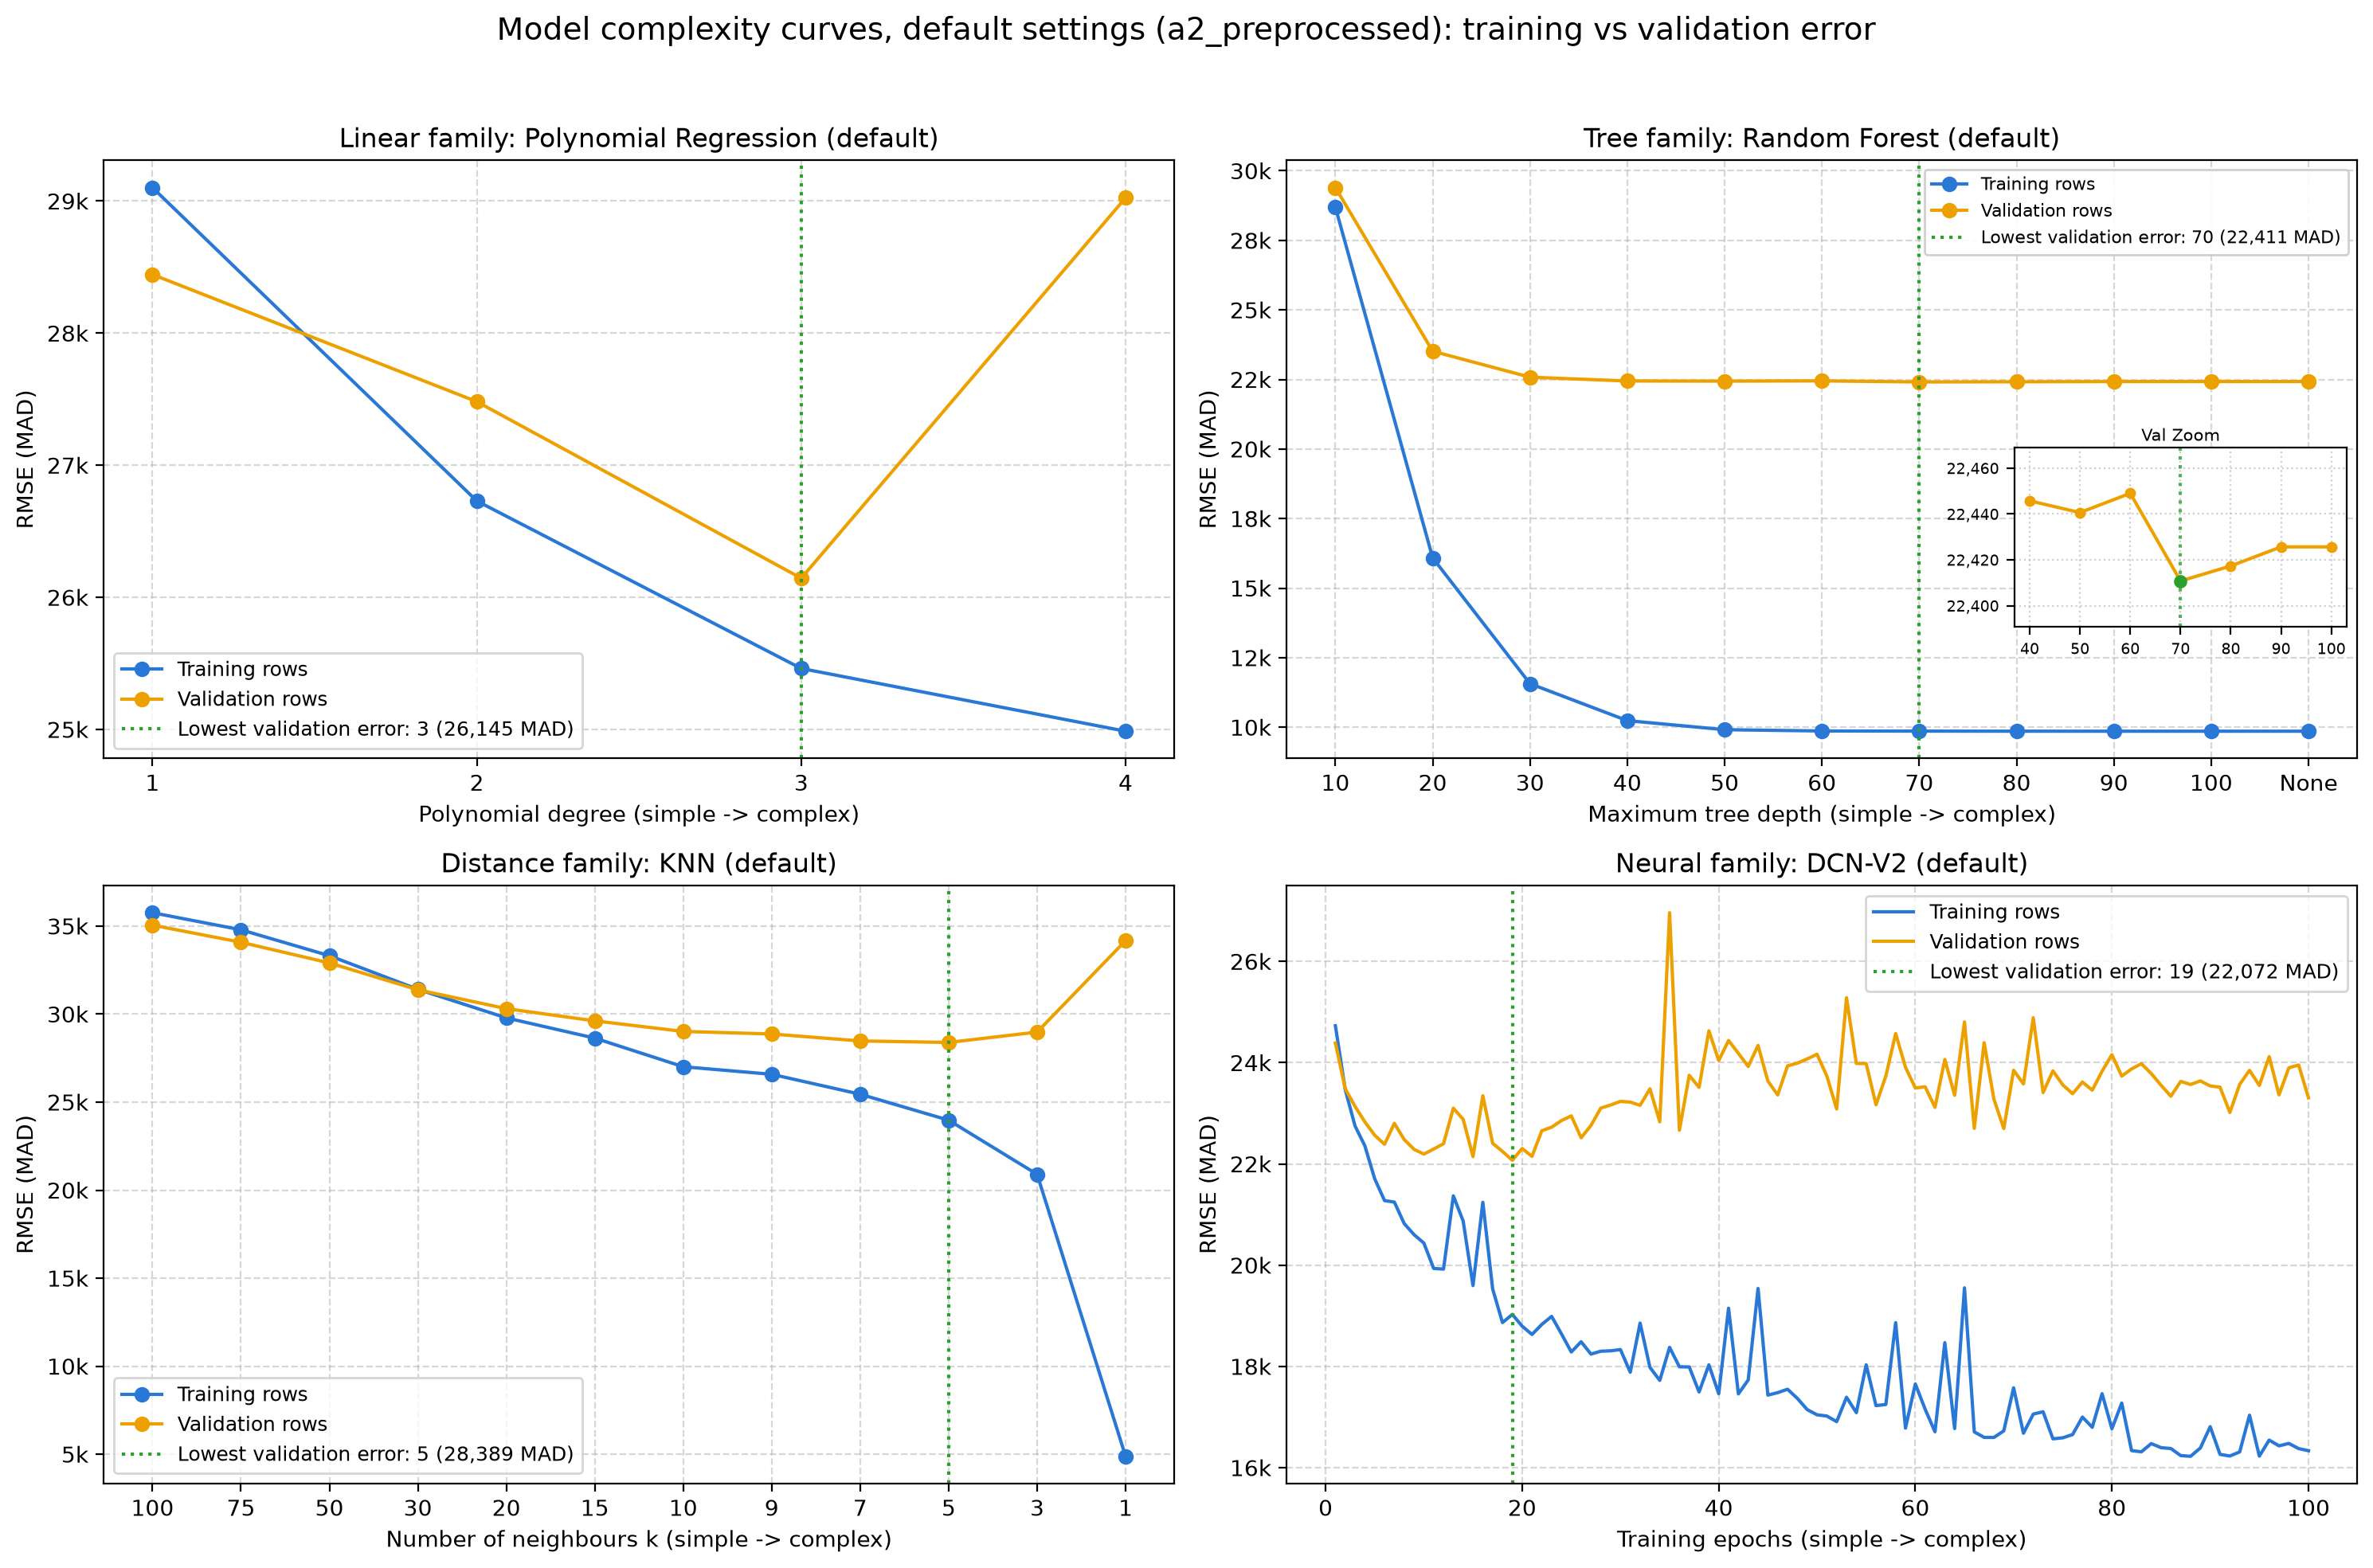 Model complexity curves, default settings (a2_preprocessed): training vs validation error
Linear family: Polynomial Regression (default)
RMSE (MAD)
29k
28k
27k
26k
25k
Training rows
Validation rows
Lowest validation error: 3 (26,145 MAD)
1 2 3 4
Polynomial degree (simple -> complex)
Tree family: Random Forest (default)
RMSE (MAD)
30k
28k
25k
22k
20k
18k
15k
12k
10k
Training rows
Validation rows
Lowest validation error: 70 (22,411 MAD)
Val Zoom
22,460
22,440
22,420
22,400
40 50 60 70 80 90 100
10 20 30 40 50 60 70 80 90 100 None
Maximum tree depth (simple -> complex)
Distance family: KNN (default)
RMSE (MAD)
35k
30k
25k
20k
15k
10k
5k
Training rows
Validation rows
Lowest validation error: 5 (28,389 MAD)
100 75 50 30 20 15 10 9 7 5 3 1
Number of neighbours k (simple -> complex)
Neural family: DCN-V2 (default)
RMSE (MAD)
26k
24k
22k
20k
18k
16k
Training rows
Validation rows
Lowest validation error: 19 (22,072 MAD)
0 20 40 60 80 100
Training epochs (simple -> complex)